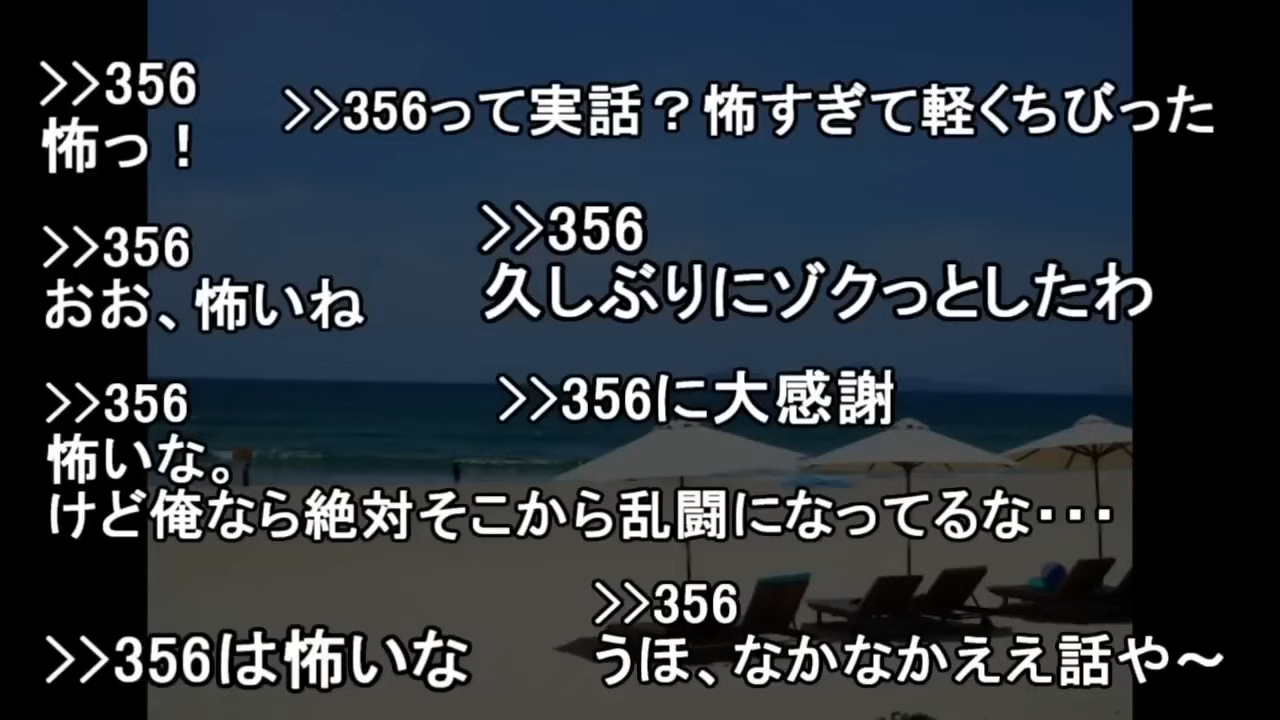 >>356
怖っ！
>>356って実話？怖すぎて軽くちびった
>>356
おお、怖いね
>>356
久しぶりにゾクっとしたわ
>>356
怖いな。
けど俺なら絶対そこから乱闘になってるな・・・
>>356に大感謝
>>356は怖いな
>>356
うほ、なかなかええ話や～